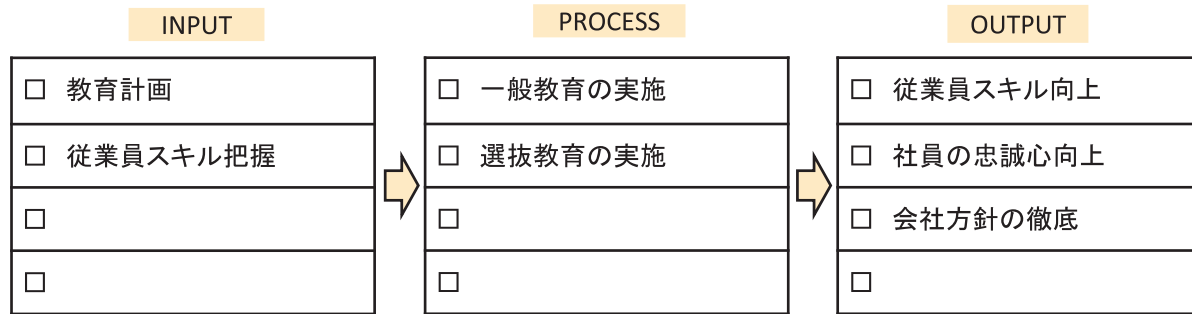 INPUT
□ 教育計画
□ 従業員スキル把握
□
□
PROCESS
□ 一般教育の実施
□ 選抜教育の実施
□
□
OUTPUT
□ 従業員スキル向上
□ 社員の忠誠心向上
□ 会社方針の徹底
□